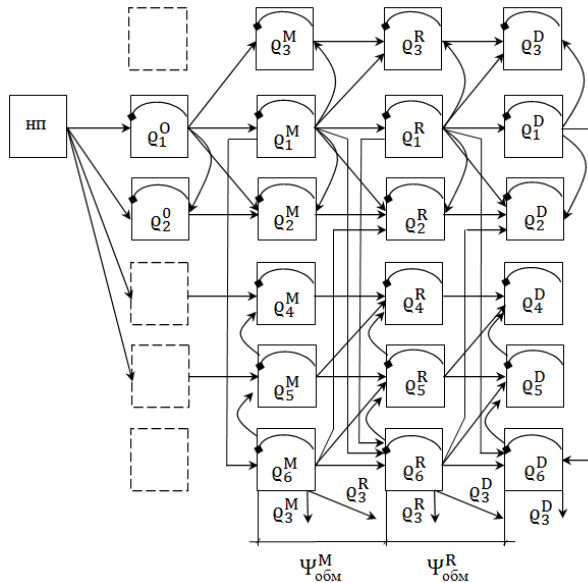 ϱ₃ᴹ ϱ₃ᴿ ϱ₃ᴰ
нп ϱ₁ᴼ ϱ₁ᴹ ϱ₁ᴿ ϱ₁ᴰ
ϱ₂⁰ ϱ₂ᴹ ϱ₂ᴿ ϱ₂ᴰ
ϱ₄ᴹ ϱ₄ᴿ ϱ₄ᴰ
ϱ₅ᴹ ϱ₅ᴿ ϱ₅ᴰ
ϱ₆ᴹ ϱ₆ᴿ ϱ₆ᴰ
ϱ₃ᴹ ϱ₃ᴿ ϱ₃ᴿ ϱ₃ᴰ ϱ₃ᴰ
Ψᴹобм Ψᴿобм